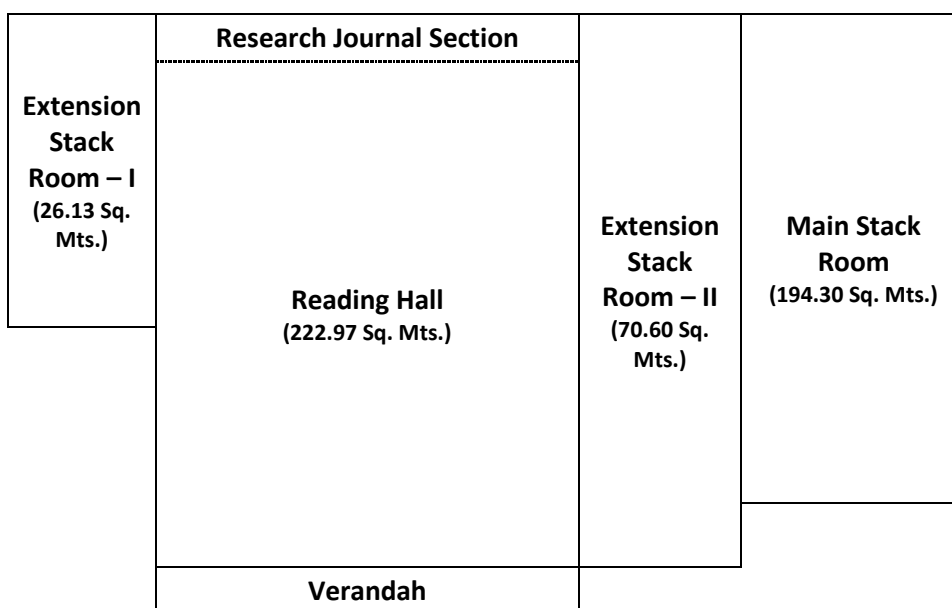 Research Journal Section
Extension
Stack
Room – I
(26.13 Sq.
Mts.)
Reading Hall
(222.97 Sq. Mts.)
Extension
Stack
Room – II
(70.60 Sq.
Mts.)
Main Stack
Room
(194.30 Sq. Mts.)
Verandah